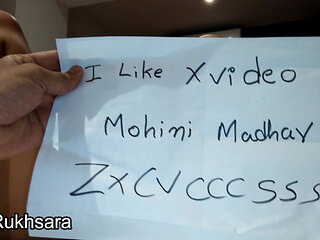 I Like Xvideo
Mohini Madhav
ZXCVCCCSSS
Rukhsara